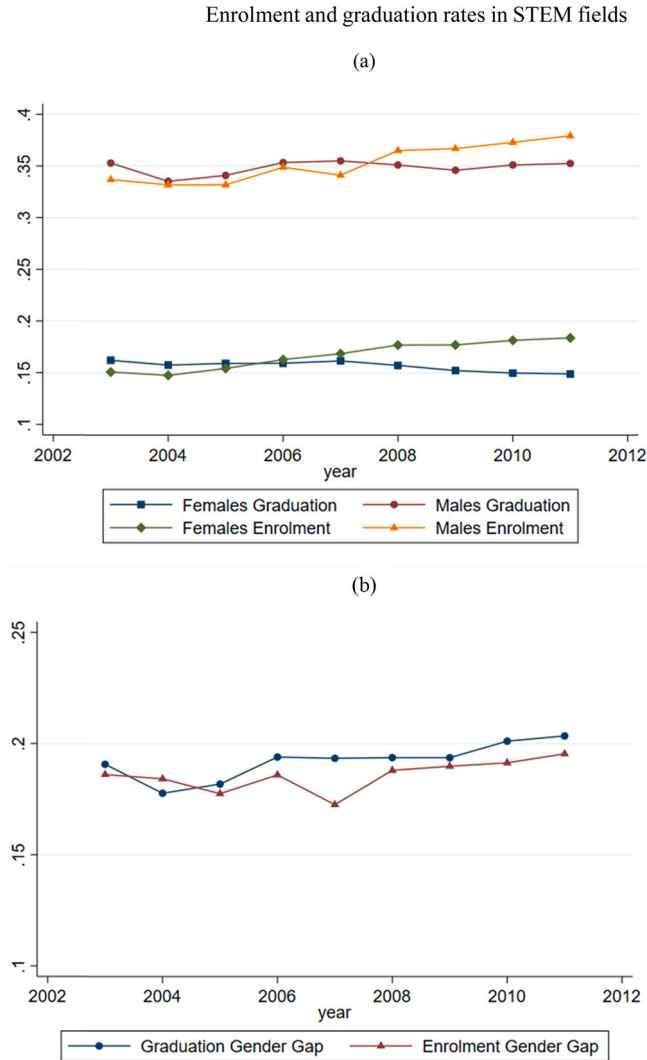 Enrolment and graduation rates in STEM fields
(a)
.4
.35
.3
.25
.2
.15
.1
2002 2004 2006 2008 2010 2012
year
Females Graduation Males Graduation
Females Enrolment Males Enrolment
(b)
.25
.2
.15
.1
2002 2004 2006 2008 2010 2012
year
Graduation Gender Gap Enrolment Gender Gap